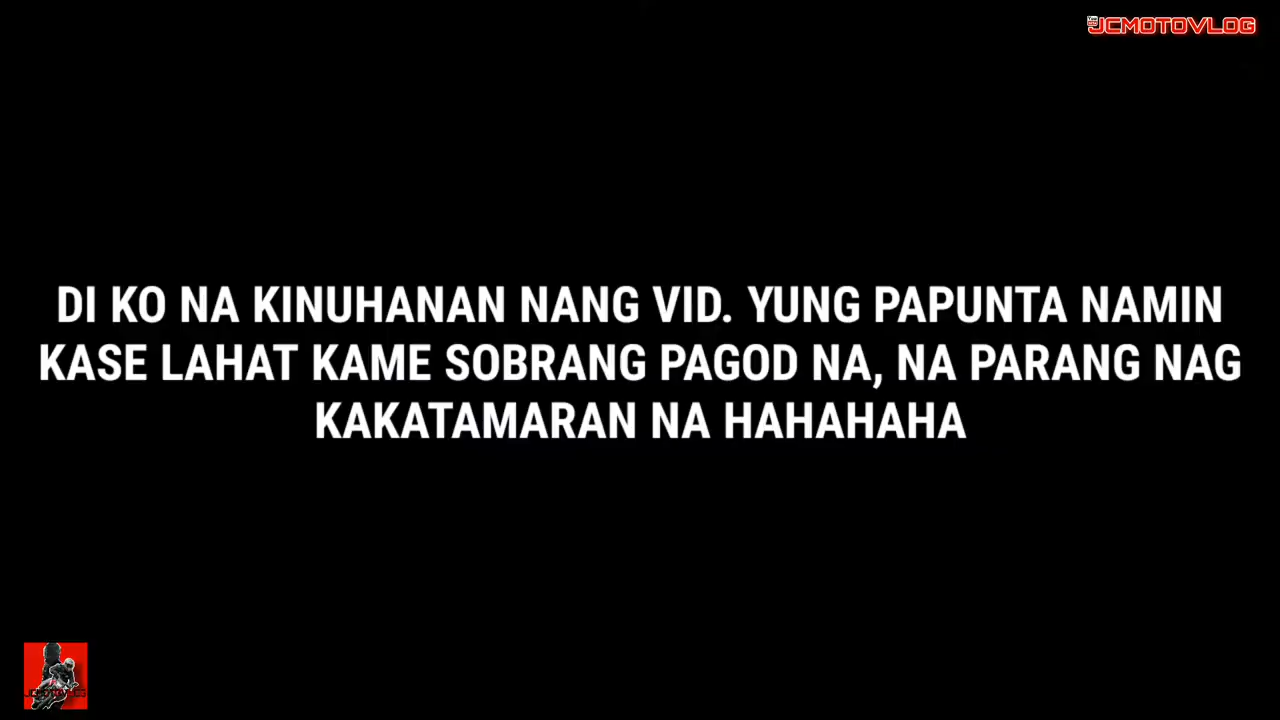 JCMOTOVLOG
DI KO NA KINUHANAN NANG VID. YUNG PAPUNTA NAMIN
KASE LAHAT KAME SOBRANG PAGOD NA, NA PARANG NAG
KAKATAMARAN NA HAHAHAHA
JCMOTOVLOG